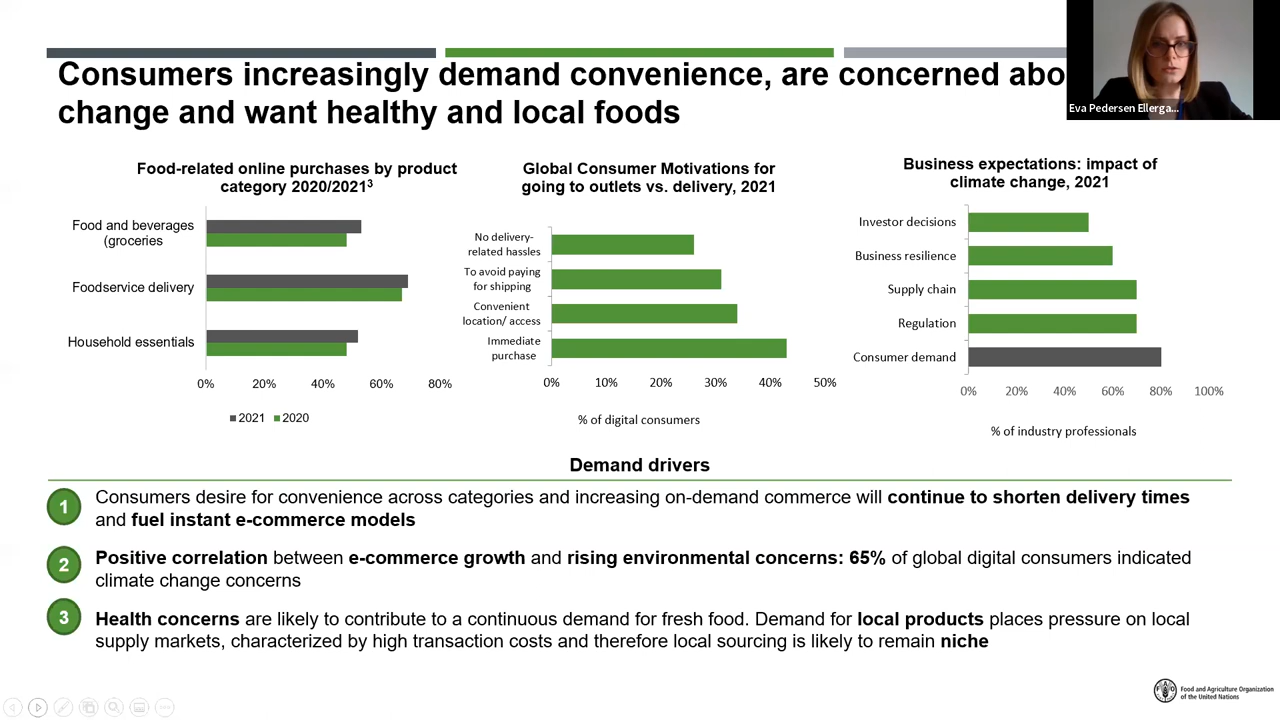 Consumers increasingly demand convenience, are concerned abo
change and want healthy and local foods
Eva Pedersen Ellerga...
Food-related online purchases by product
category 2020/2021³
Food and beverages
(groceries
Foodservice delivery
Household essentials
0% 20% 40% 60% 80%
2021 2020
Global Consumer Motivations for
going to outlets vs. delivery, 2021
No delivery-
related hassles
To avoid paying
for shipping
Convenient
location/ access
Immediate
purchase
0% 10% 20% 30% 40% 50%
% of digital consumers
Business expectations: impact of
climate change, 2021
Investor decisions
Business resilience
Supply chain
Regulation
Consumer demand
0% 20% 40% 60% 80% 100%
% of industry professionals
Demand drivers
1
Consumers desire for convenience across categories and increasing on-demand commerce will continue to shorten delivery times
and fuel instant e-commerce models
2
Positive correlation between e-commerce growth and rising environmental concerns: 65% of global digital consumers indicated
climate change concerns
3
Health concerns are likely to contribute to a continuous demand for fresh food. Demand for local products places pressure on local
supply markets, characterized by high transaction costs and therefore local sourcing is likely to remain niche
Food and Agriculture Organization
of the United Nations